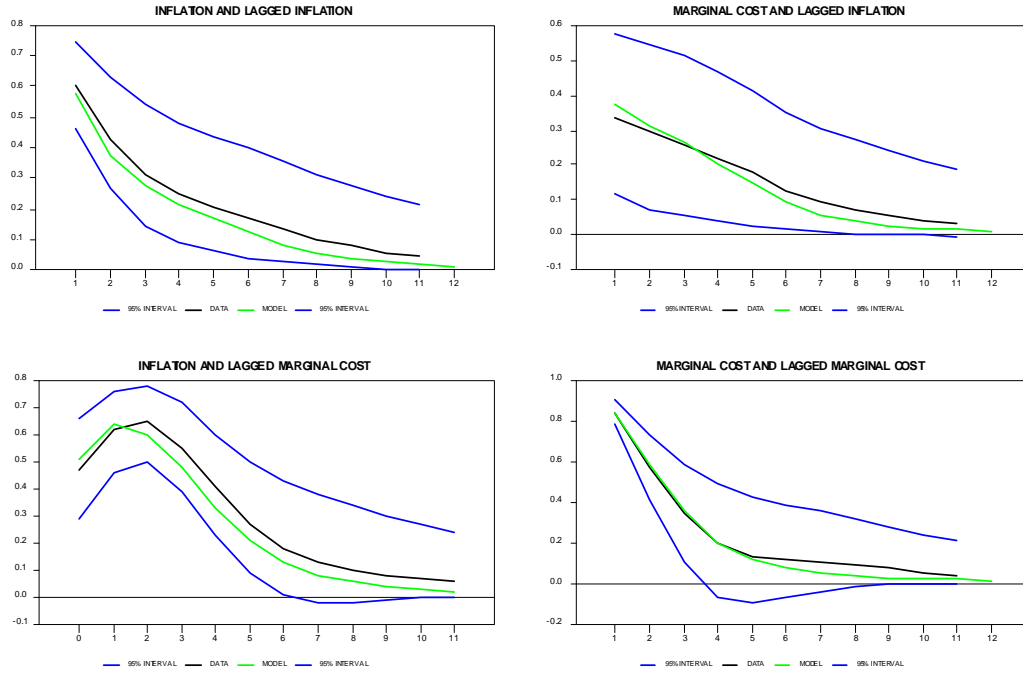 INFLATION AND LAGGED INFLATION
0.8
0.7
0.6
0.5
0.4
0.3
0.2
0.1
0.0
1 2 3 4 5 6 7 8 9 10 11 12
95% INTERVAL DATA MODEL 95% INTERVAL
MARGINAL COST AND LAGGED INFLATION
0.6
0.5
0.4
0.3
0.2
0.1
0.0
-0.1
1 2 3 4 5 6 7 8 9 10 11 12
95% INTERVAL DATA MODEL 95% INTERVAL
INFLATION AND LAGGED MARGINAL COST
0.8
0.7
0.6
0.5
0.4
0.3
0.2
0.1
0.0
-0.1
0 1 2 3 4 5 6 7 8 9 10 11
95% INTERVAL DATA MODEL 95% INTERVAL
MARGINAL COST AND LAGGED MARGINAL COST
1.0
0.8
0.6
0.4
0.2
0.0
-0.2
1 2 3 4 5 6 7 8 9 10 11 12
95% INTERVAL DATA MODEL 95% INTERVAL